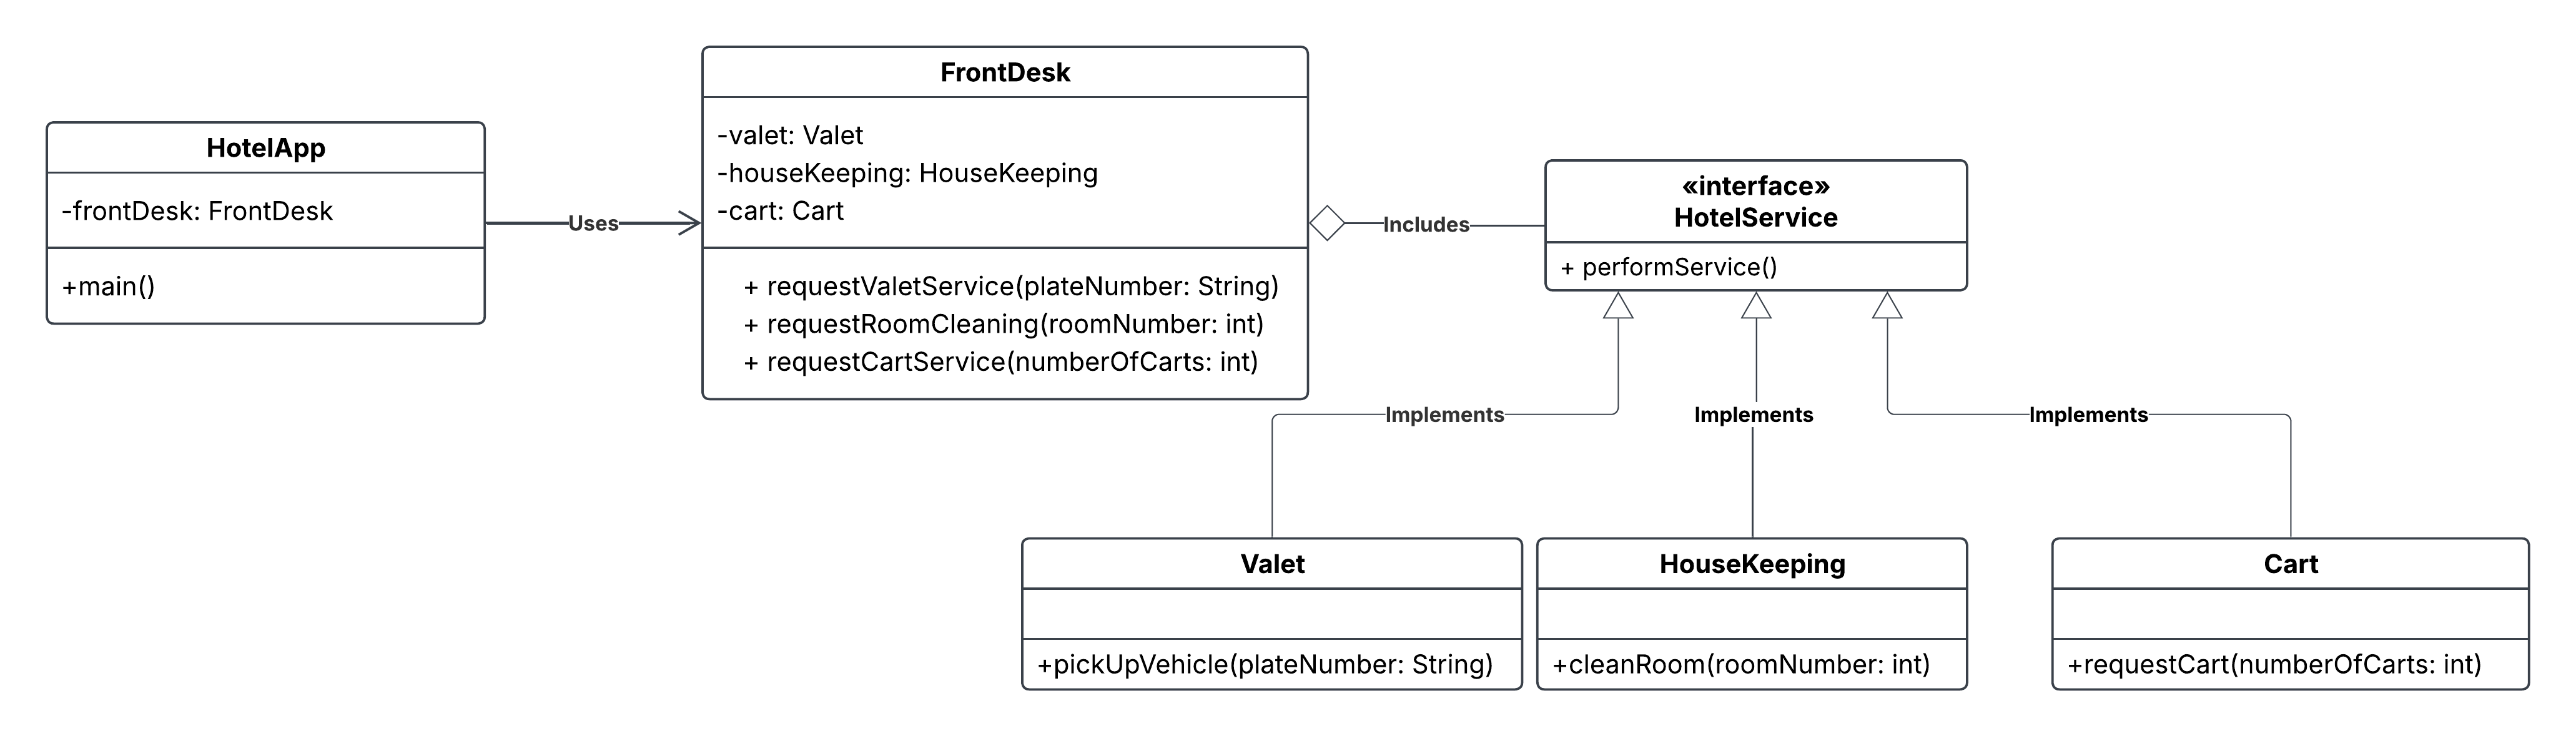 HotelApp
-frontDesk: FrontDesk
+main()
Uses
FrontDesk
-valet: Valet
-houseKeeping: HouseKeeping
-cart: Cart
+ requestValetService(plateNumber: String)
+ requestRoomCleaning(roomNumber: int)
+ requestCartService(numberOfCarts: int)
Includes
«interface»
HotelService
+ performService()
Implements
Implements
Implements
Valet
+pickUpVehicle(plateNumber: String)
HouseKeeping
+cleanRoom(roomNumber: int)
Cart
+requestCart(numberOfCarts: int)